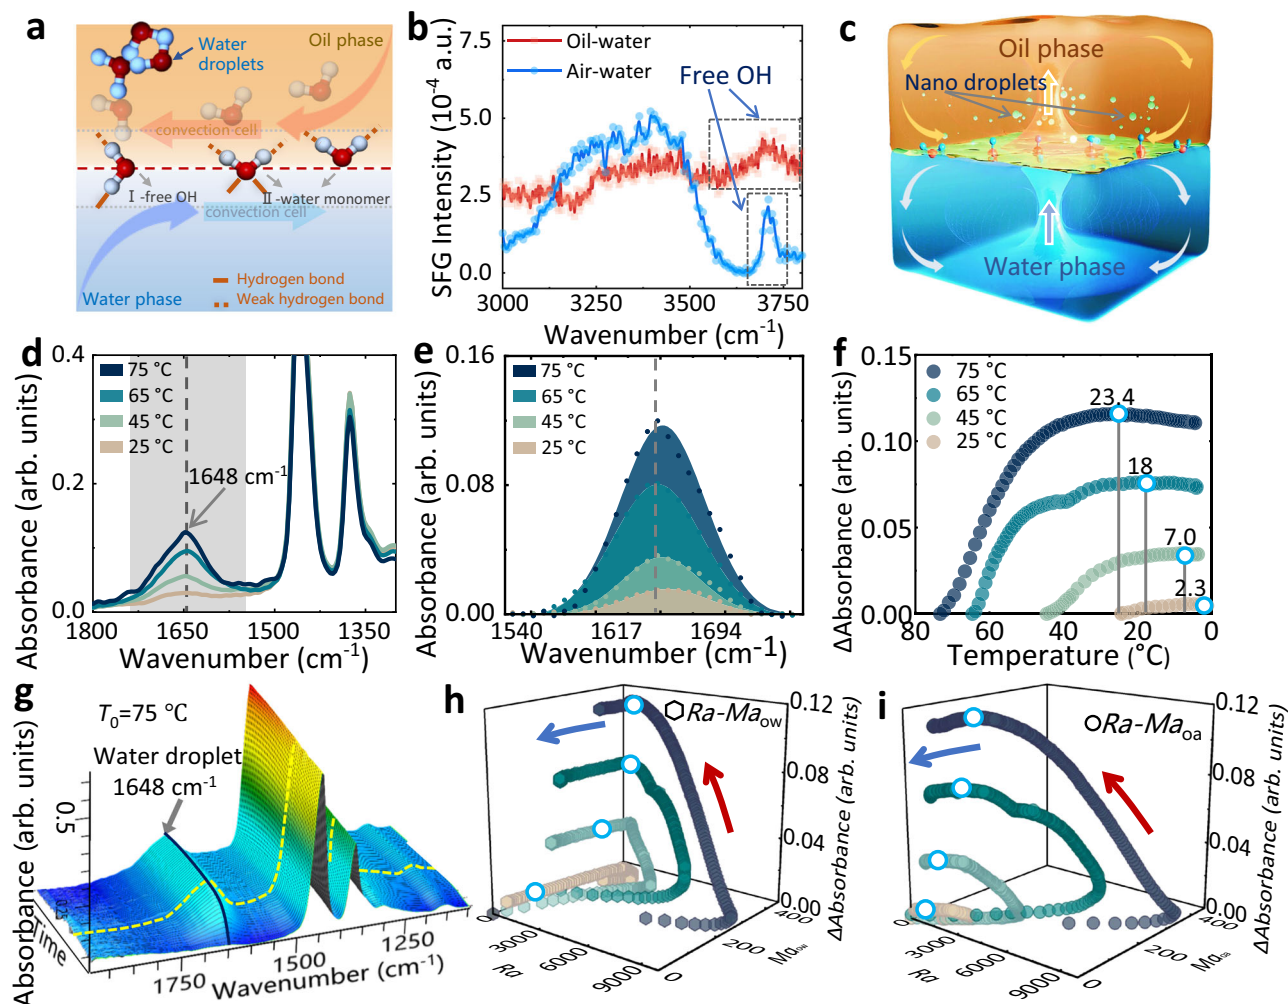 a
Water
droplets
Oil phase
convection cell
I -free OH
II -water monomer
convection cell
Water phase
Hydrogen bond
Weak hydrogen bond
b
Oil-water
Air-water
Free OH
7.5
5.0
2.5
0.0
SFG Intensity (10⁻⁴ a.u.)
3000
3250
3500
3800
Wavenumber (cm⁻¹)
c
Oil phase
Nano droplets
Water phase
d
75 °C
65 °C
45 °C
25 °C
1648 cm⁻¹
0.4
0.2
0.0
Absorbance (arb. units)
1800
1650
1500
1350
Wavenumber (cm⁻¹)
e
75 °C
65 °C
45 °C
25 °C
0.16
0.08
0.00
Absorbance (arb. units)
1540
1617
1694
Wavenumber (cm-1)
f
75 °C
65 °C
45 °C
25 °C
23.4
18
7.0
2.3
0.15
0.10
0.05
0.00
ΔAbsorbance (arb. units)
80
60
40
20
0
Temperature (°C)
g
T₀=75 °C
Water droplet
1648 cm⁻¹
0.5
0.25
Absorbance (arb. units)
Time
1750
1500
1250
Wavenumber (cm⁻¹)
h
Ra-Maow
0.12
0.08
0.04
0.00
ΔAbsorbance (arb. units)
0
3000
6000
9000
Ra
0
200
400
Maow
i
Ra-Maoa
0.12
0.08
0.04
0.00
ΔAbsorbance (arb. units)
0
3000
6000
9000
Ra
0
200
400
Maoa